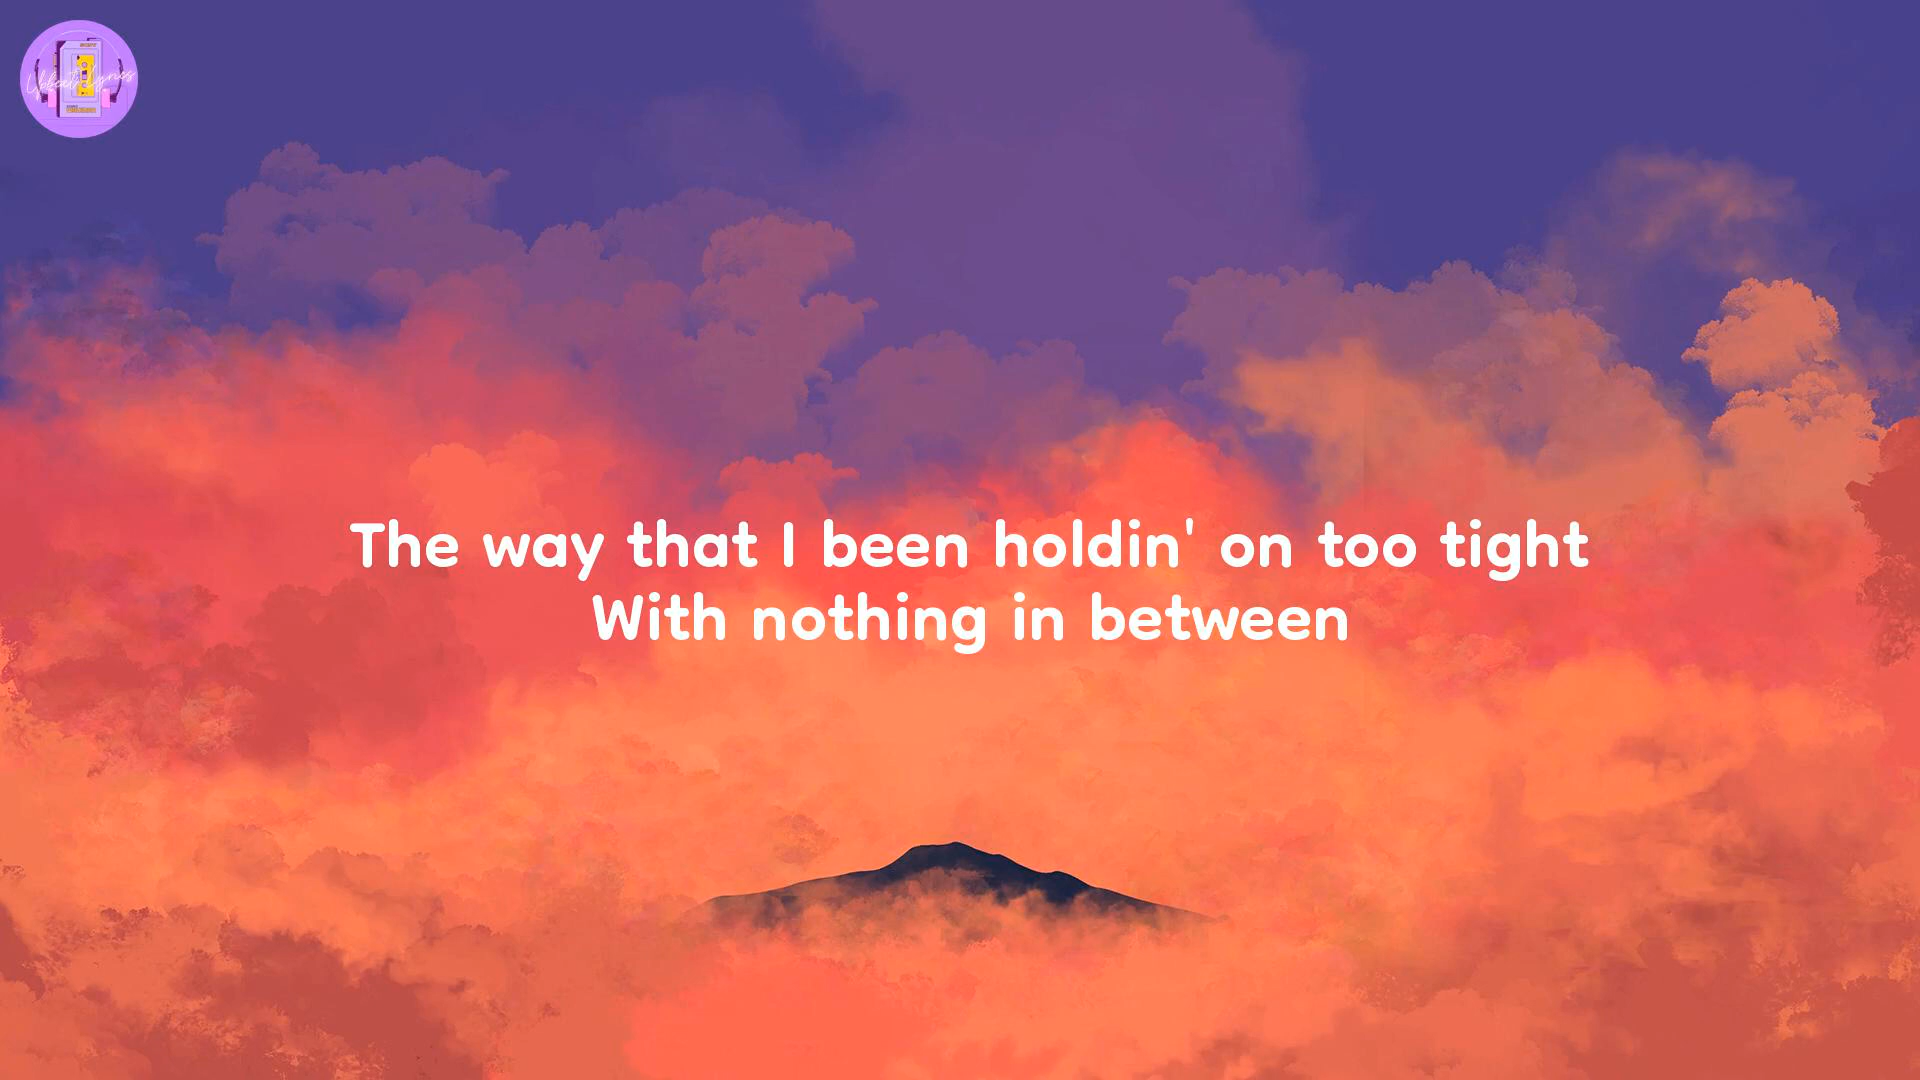 The way that I been holdin' on too tight
With nothing in between